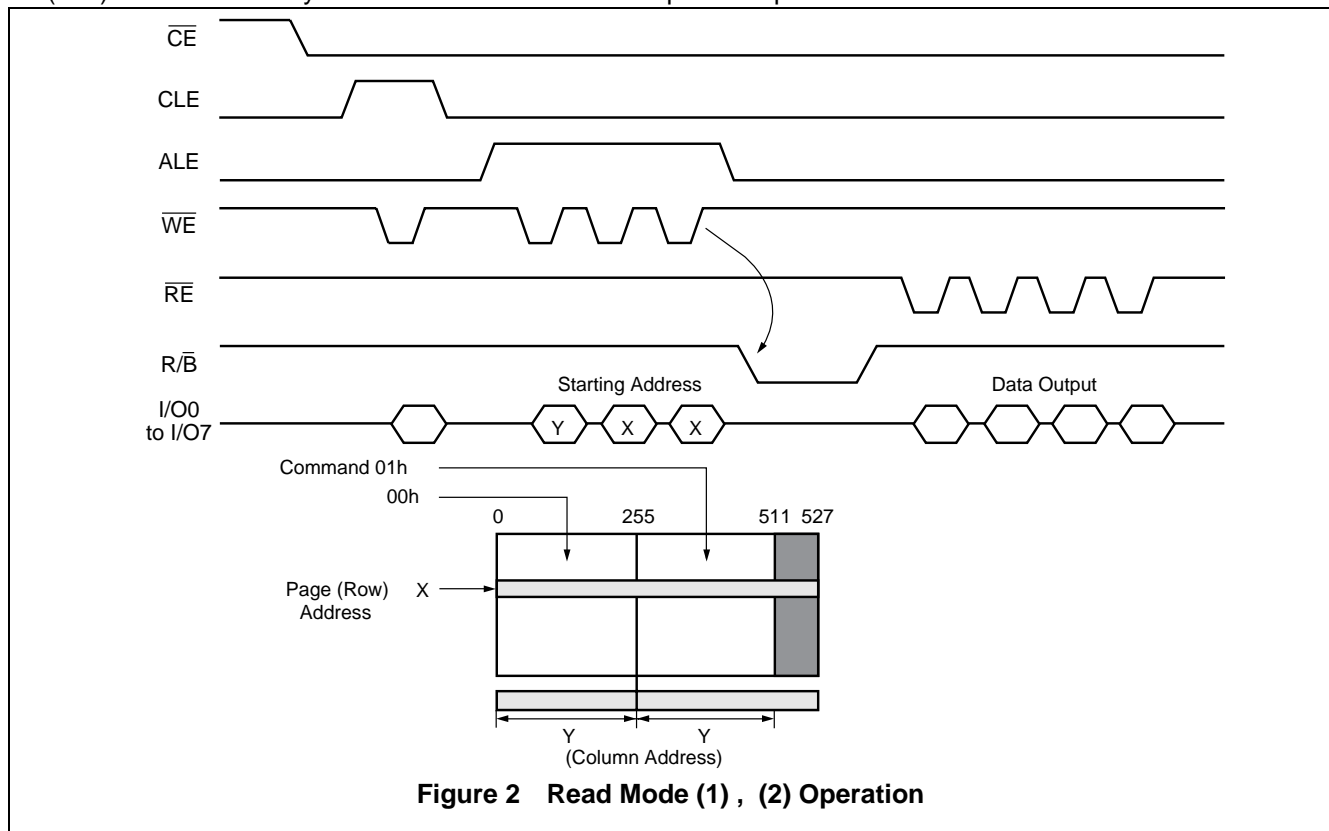 CE
CLE
ALE
WE
RE
R/B
Starting Address Data Output
I/O0
to I/O7
Y X X
Command 01h
00h
0 255 511 527
Page (Row) X
Address
Y Y
(Column Address)
Figure 2 Read Mode (1) , (2) Operation